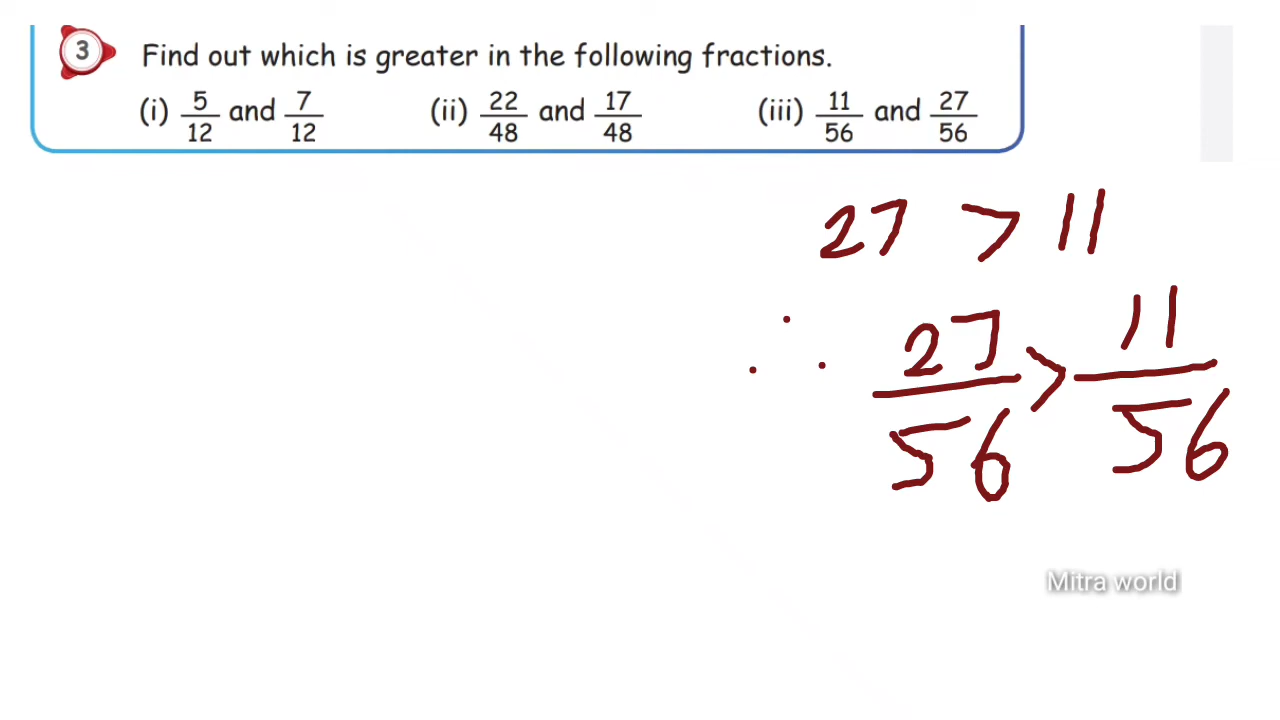 3 Find out which is greater in the following fractions.
(i) 5/12 and 7/12 (ii) 22/48 and 17/48 (iii) 11/56 and 27/56
27 > 11
∴ 27/56 > 11/56
Mitra world